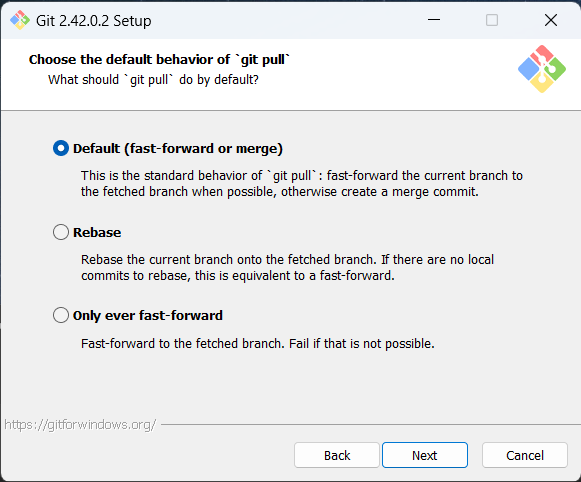 Git 2.42.0.2 Setup
Choose the default behavior of `git pull`
What should `git pull` do by default?
Default (fast-forward or merge)
This is the standard behavior of `git pull`: fast-forward the current branch to
the fetched branch when possible, otherwise create a merge commit.
Rebase
Rebase the current branch onto the fetched branch. If there are no local
commits to rebase, this is equivalent to a fast-forward.
Only ever fast-forward
Fast-forward to the fetched branch. Fail if that is not possible.
https://gitforwindows.org/
Back
Next
Cancel